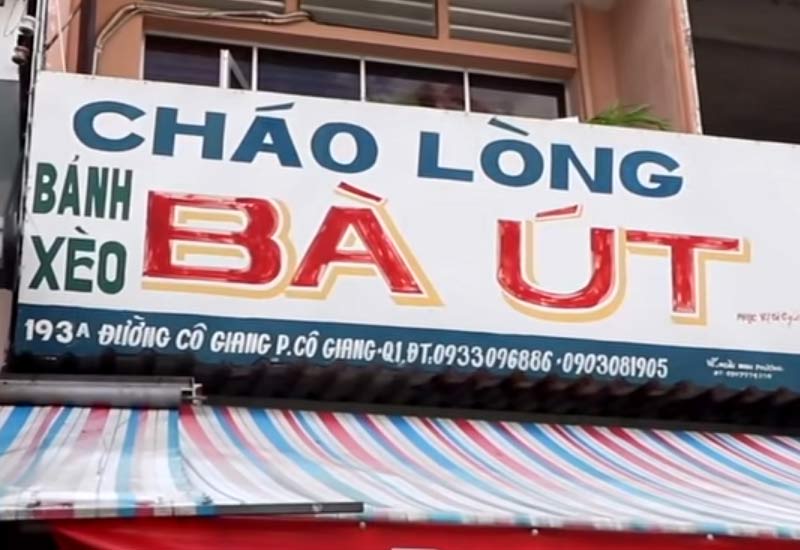 CHÁO LÒNG
BÁNH XÈO
BÀ ÚT
193A ĐƯỜNG CÔ GIANG P.CÔ GIANG·Q1,ĐT:0933096886·0903081905